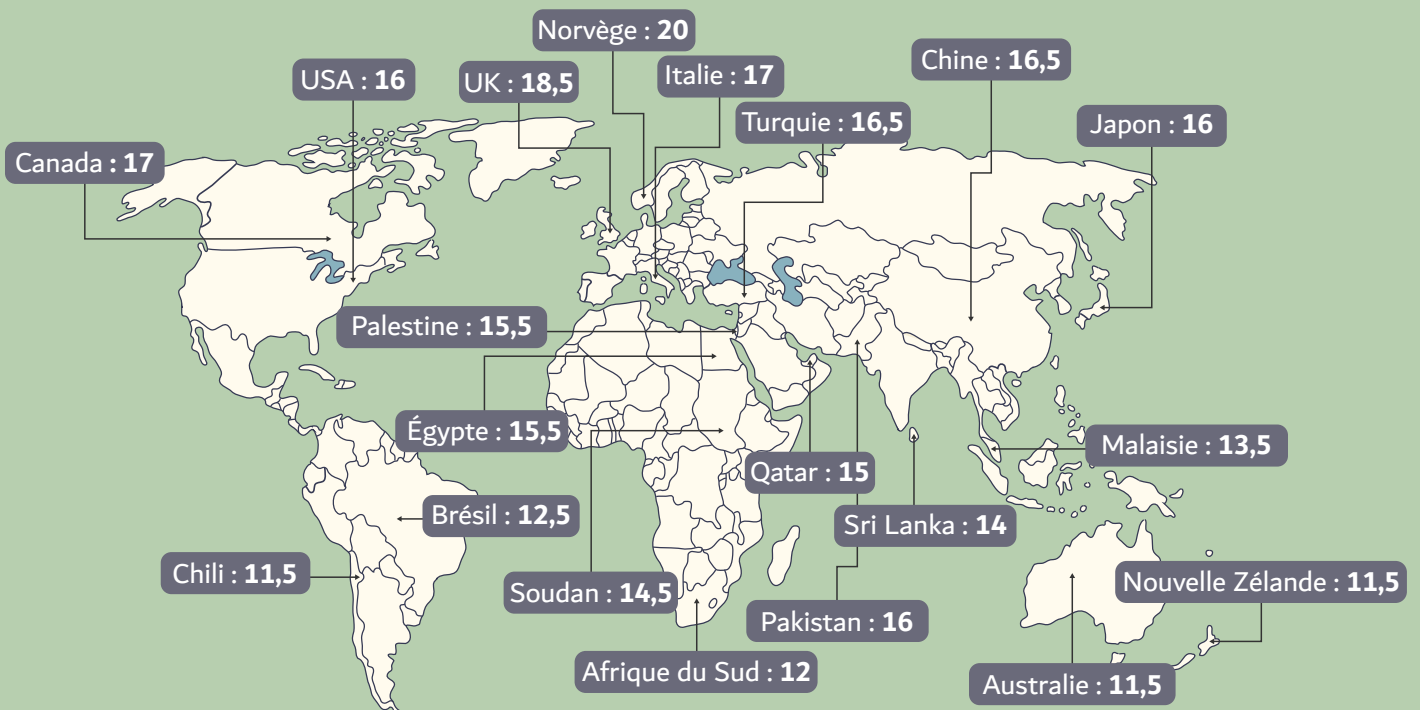 Norvège : 20
Chine : 16,5
USA : 16
UK : 18,5
Italie : 17
Turquie : 16,5
Japon : 16
Canada : 17
Palestine : 15,5
Égypte : 15,5
Malaisie : 13,5
Qatar : 15
Brésil : 12,5
Sri Lanka : 14
Chili : 11,5
Nouvelle Zélande : 11,5
Soudan : 14,5
Pakistan : 16
Afrique du Sud : 12
Australie : 11,5